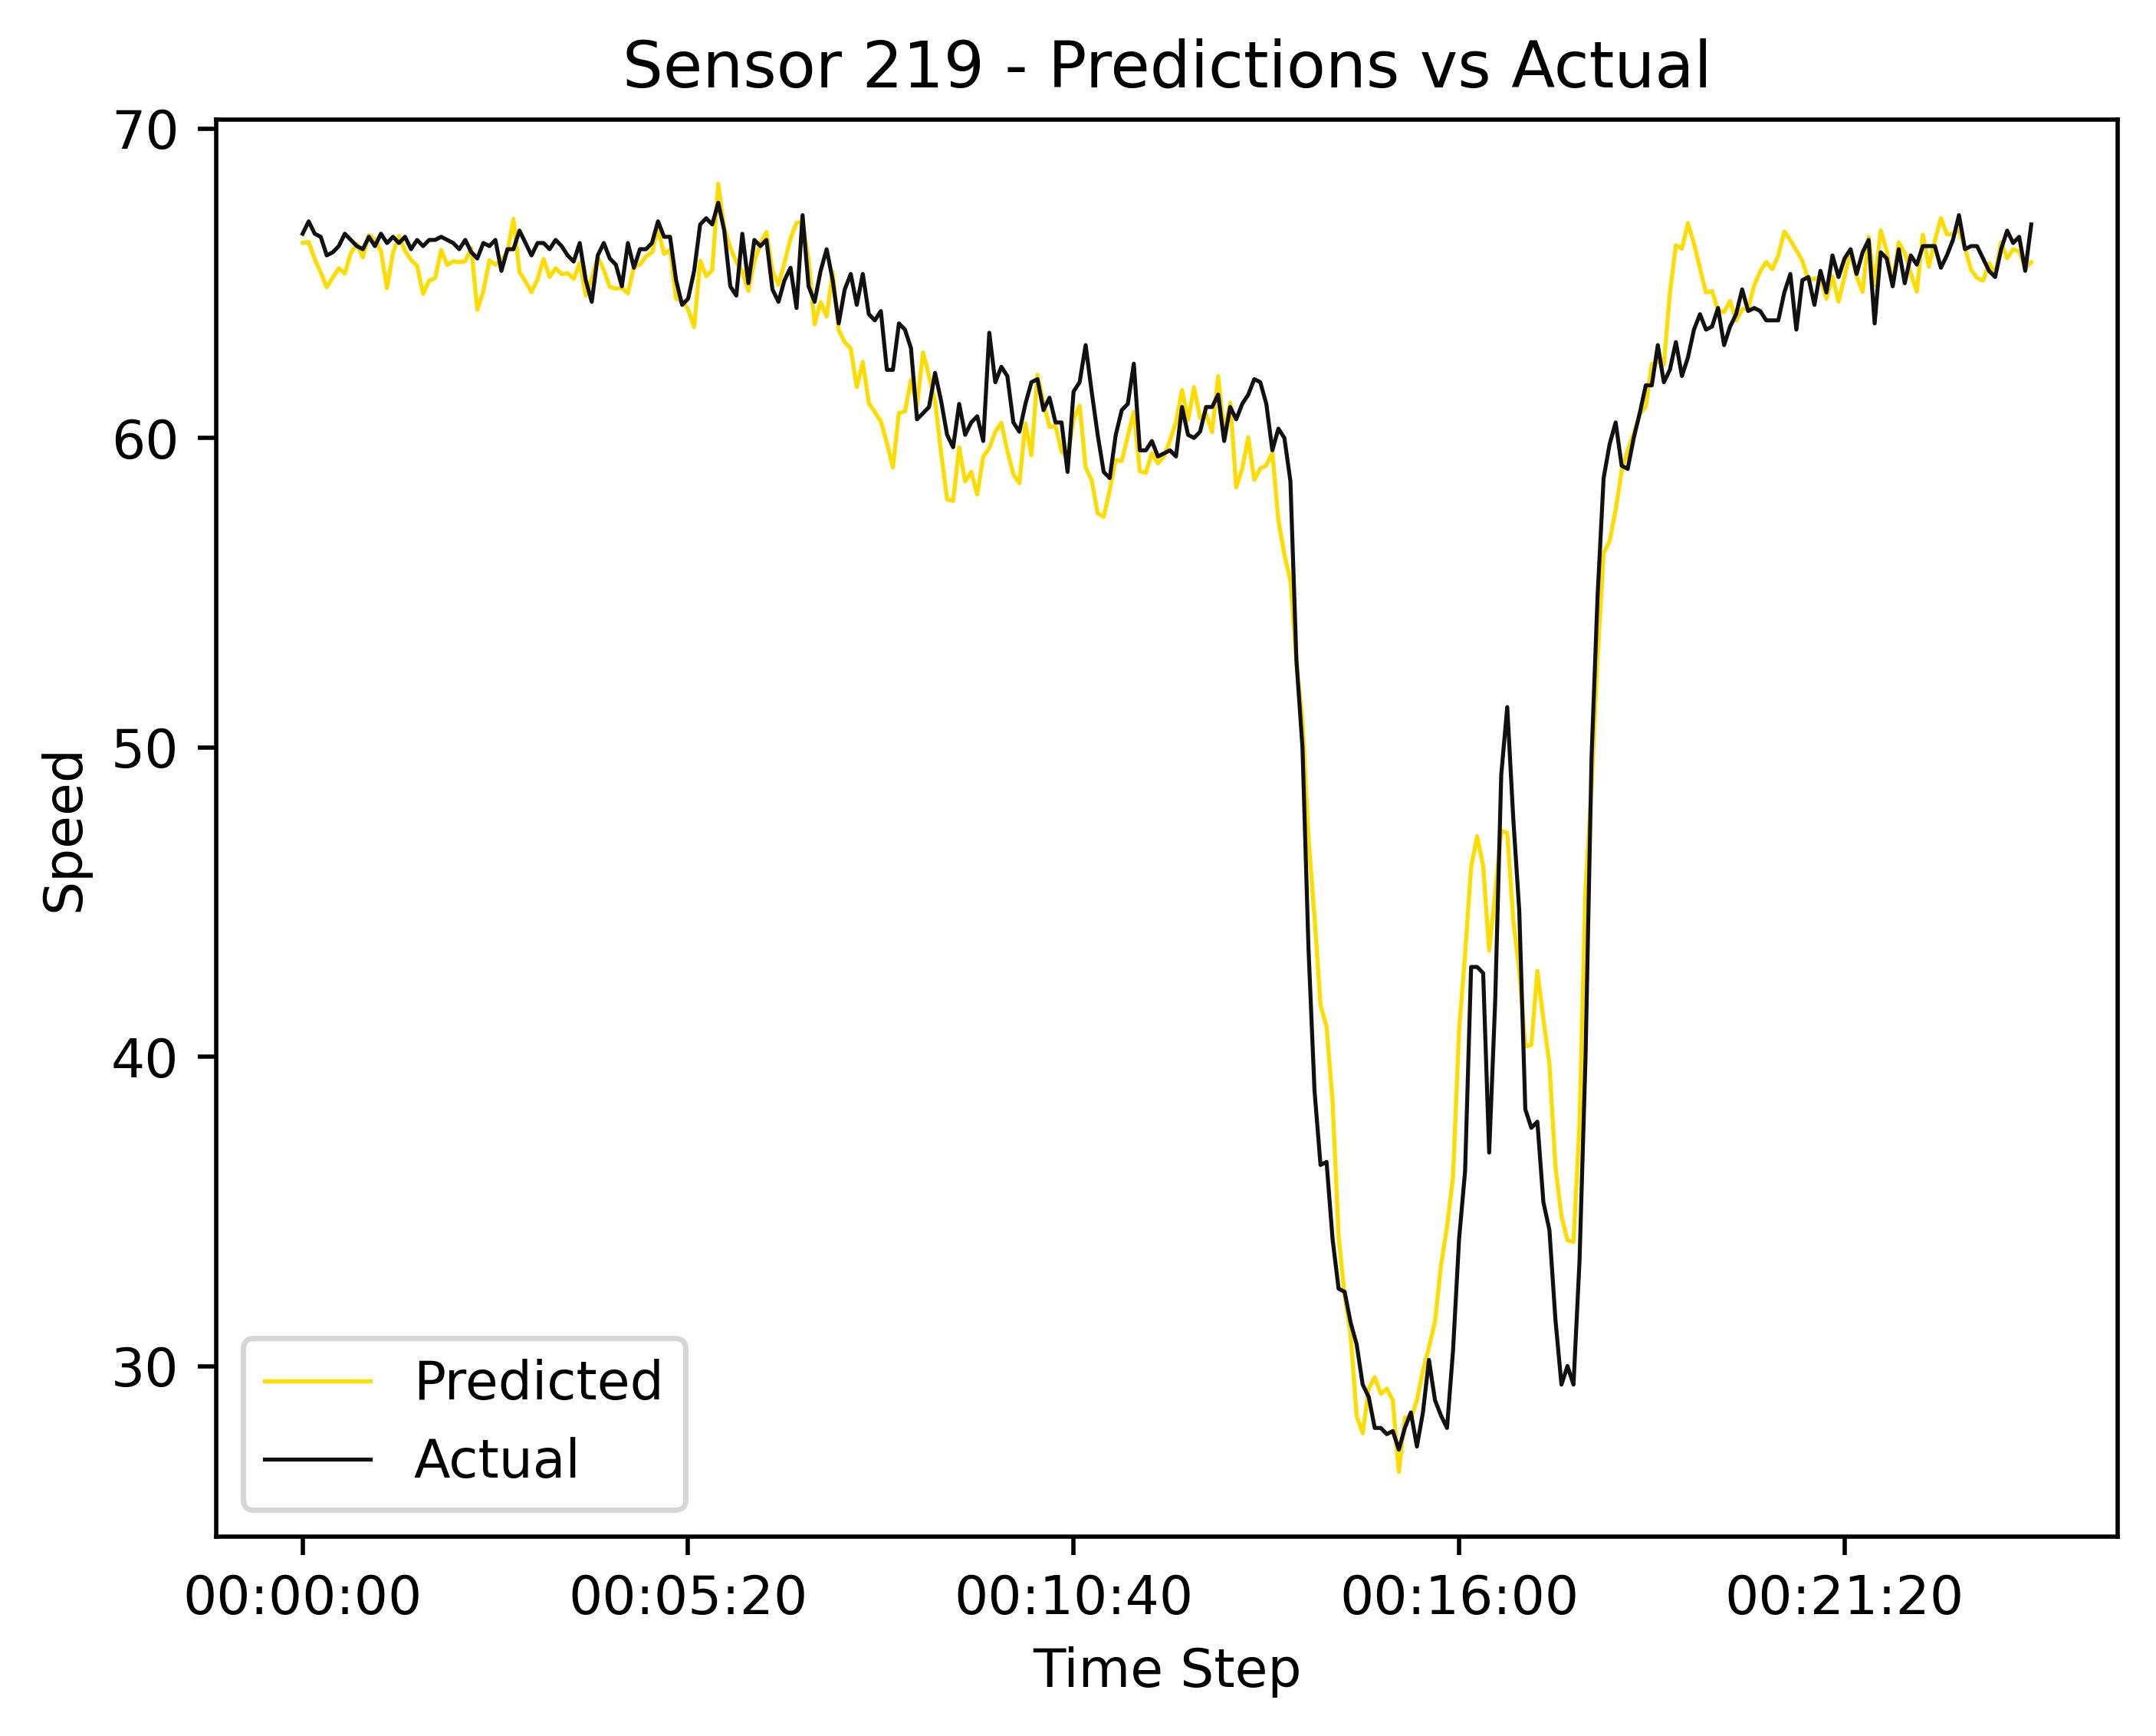 Sensor 219 - Predictions vs Actual
70
60
50
40
30
Speed
Predicted
Actual
00:00:00 00:05:20 00:10:40 00:16:00 00:21:20
Time Step